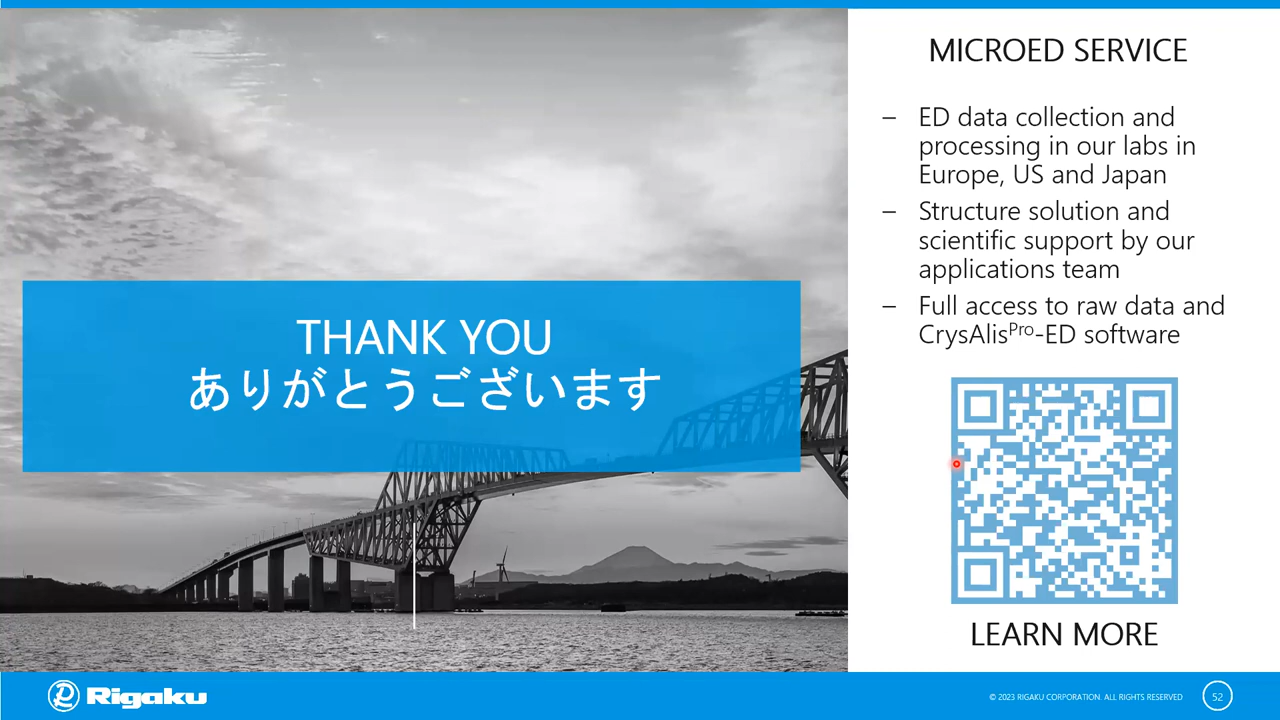 THANK YOU
ありがとうございます
MICROED SERVICE
– ED data collection and
processing in our labs in
Europe, US and Japan
– Structure solution and
scientific support by our
applications team
– Full access to raw data and
CrysAlisPro-ED software
LEARN MORE
Rigaku
© 2023 RIGAKU CORPORATION. ALL RIGHTS RESERVED
52